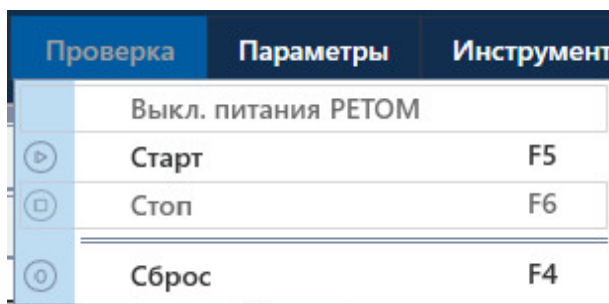 Проверка Параметры Инструмент
Выкл. питания РЕТОМ
Старт F5
Стоп F6
Сброс F4